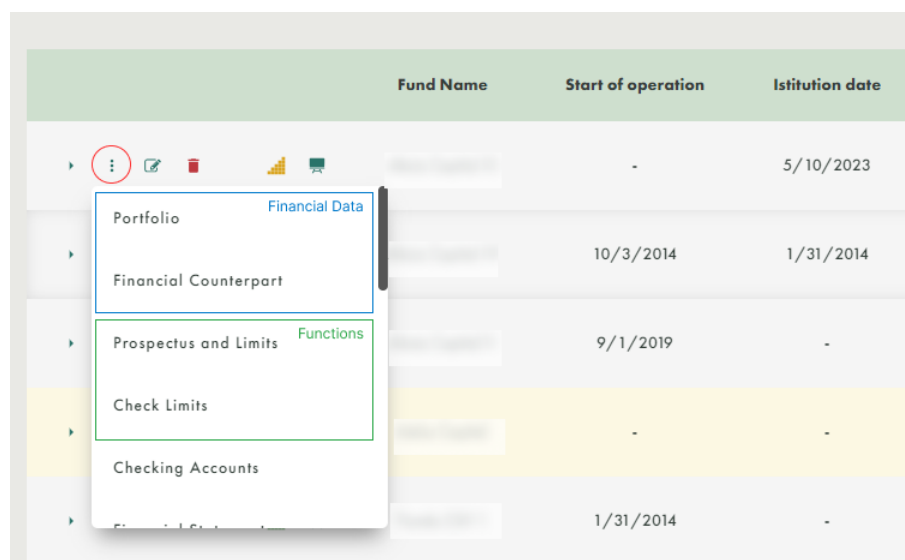 Fund Name Start of operation Istitution date
- 5/10/2023
Financial Data
Portfolio
10/3/2014 1/31/2014
Financial Counterpart
Functions
Prospectus and Limits
9/1/2019 -
Check Limits
- -
Checking Accounts
1/31/2014 -